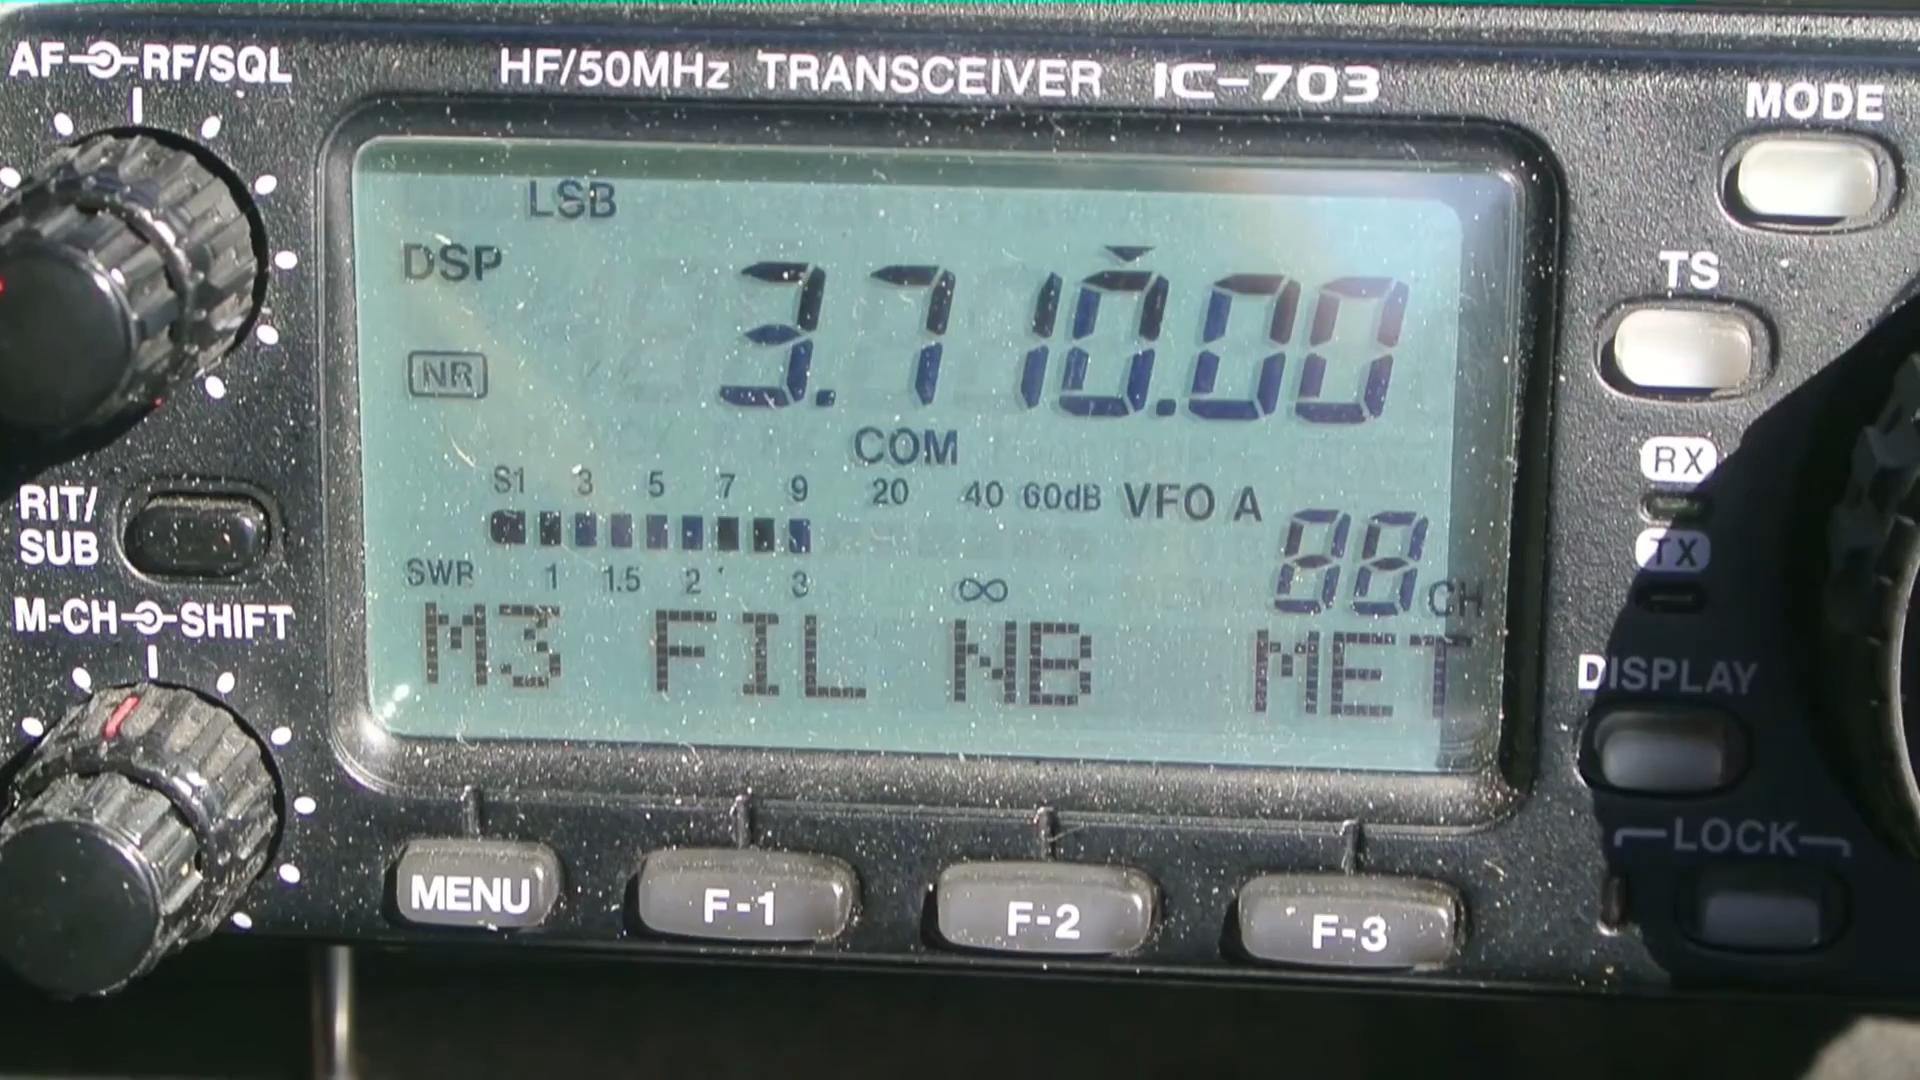 AF RF/SQL
HF/50MHz TRANSCEIVER IC-703
MODE
LSB
DSP
3.710.00
TS
NR
COM
RX
S1 3 5 7 9 20 40 60dB VFO A
RIT/
SUB
88 CH
TX
SWR 1 1.5 2 3 ∞
M-CH SHIFT
M3 FIL NB MET
DISPLAY
LOCK
MENU F-1 F-2 F-3